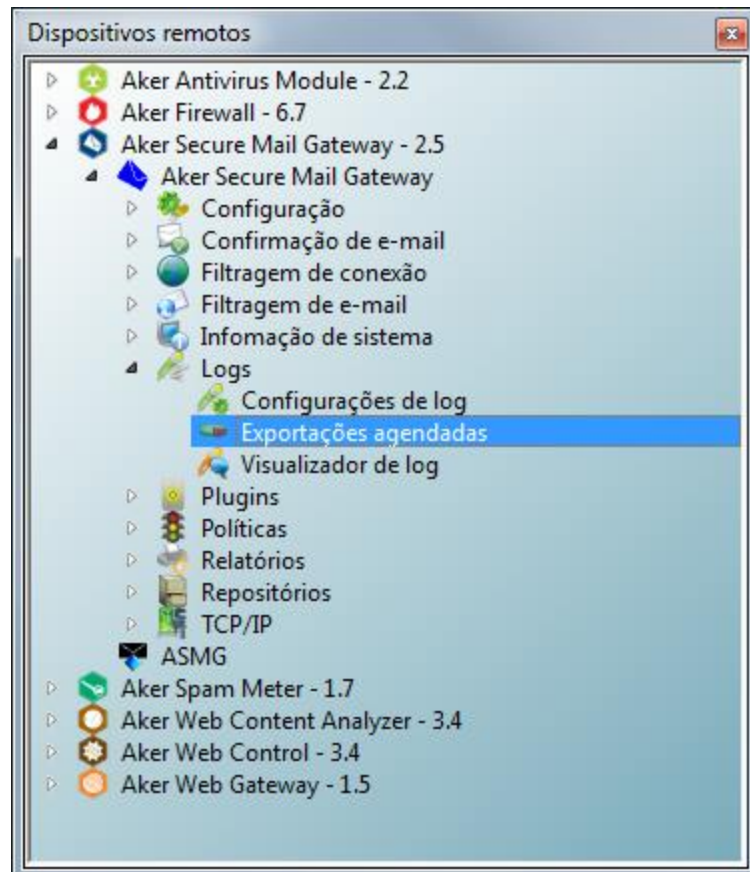 Dispositivos remotos
Aker Antivirus Module - 2.2
Aker Firewall - 6.7
Aker Secure Mail Gateway - 2.5
Aker Secure Mail Gateway
Configuração
Confirmação de e-mail
Filtragem de conexão
Filtragem de e-mail
Infomação de sistema
Logs
Configurações de log
Exportações agendadas
Visualizador de log
Plugins
Políticas
Relatórios
Repositórios
TCP/IP
ASMG
Aker Spam Meter - 1.7
Aker Web Content Analyzer - 3.4
Aker Web Control - 3.4
Aker Web Gateway - 1.5